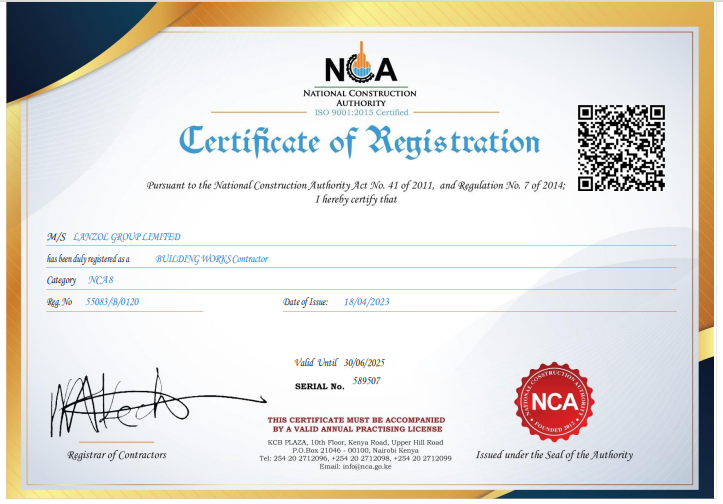 NCA
NATIONAL CONSTRUCTION
AUTHORITY
ISO 9001:2015 Certified
Certificate of Registration
Pursuant to the National Construction Authority Act No. 41 of 2011, and Regulation No. 7 of 2014;
I hereby certify that
M/S LANZOL GROUP LIMITED
has been duly registered as a BUILDING WORKS Contractor
Category NCA8
Reg. No 55083/B/0120 Date of Issue: 18/04/2023
Valid Until 30/06/2025
SERIAL No. 589507
THIS CERTIFICATE MUST BE ACCOMPANIED
BY A VALID ANNUAL PRACTISING LICENSE
KCB PLAZA, 10th Floor, Kenya Road, Upper Hill Road
P.O.Box 21046 - 00100, Nairobi Kenya
Tel: 254 20 2712096, +254 20 2712098, +254 20 2712099
Email: info@nca.go.ke
Registrar of Contractors
NATIONAL CONSTRUCTION AUTHORITY
NCA
FOUNDED 2012
Issued under the Seal of the Authority